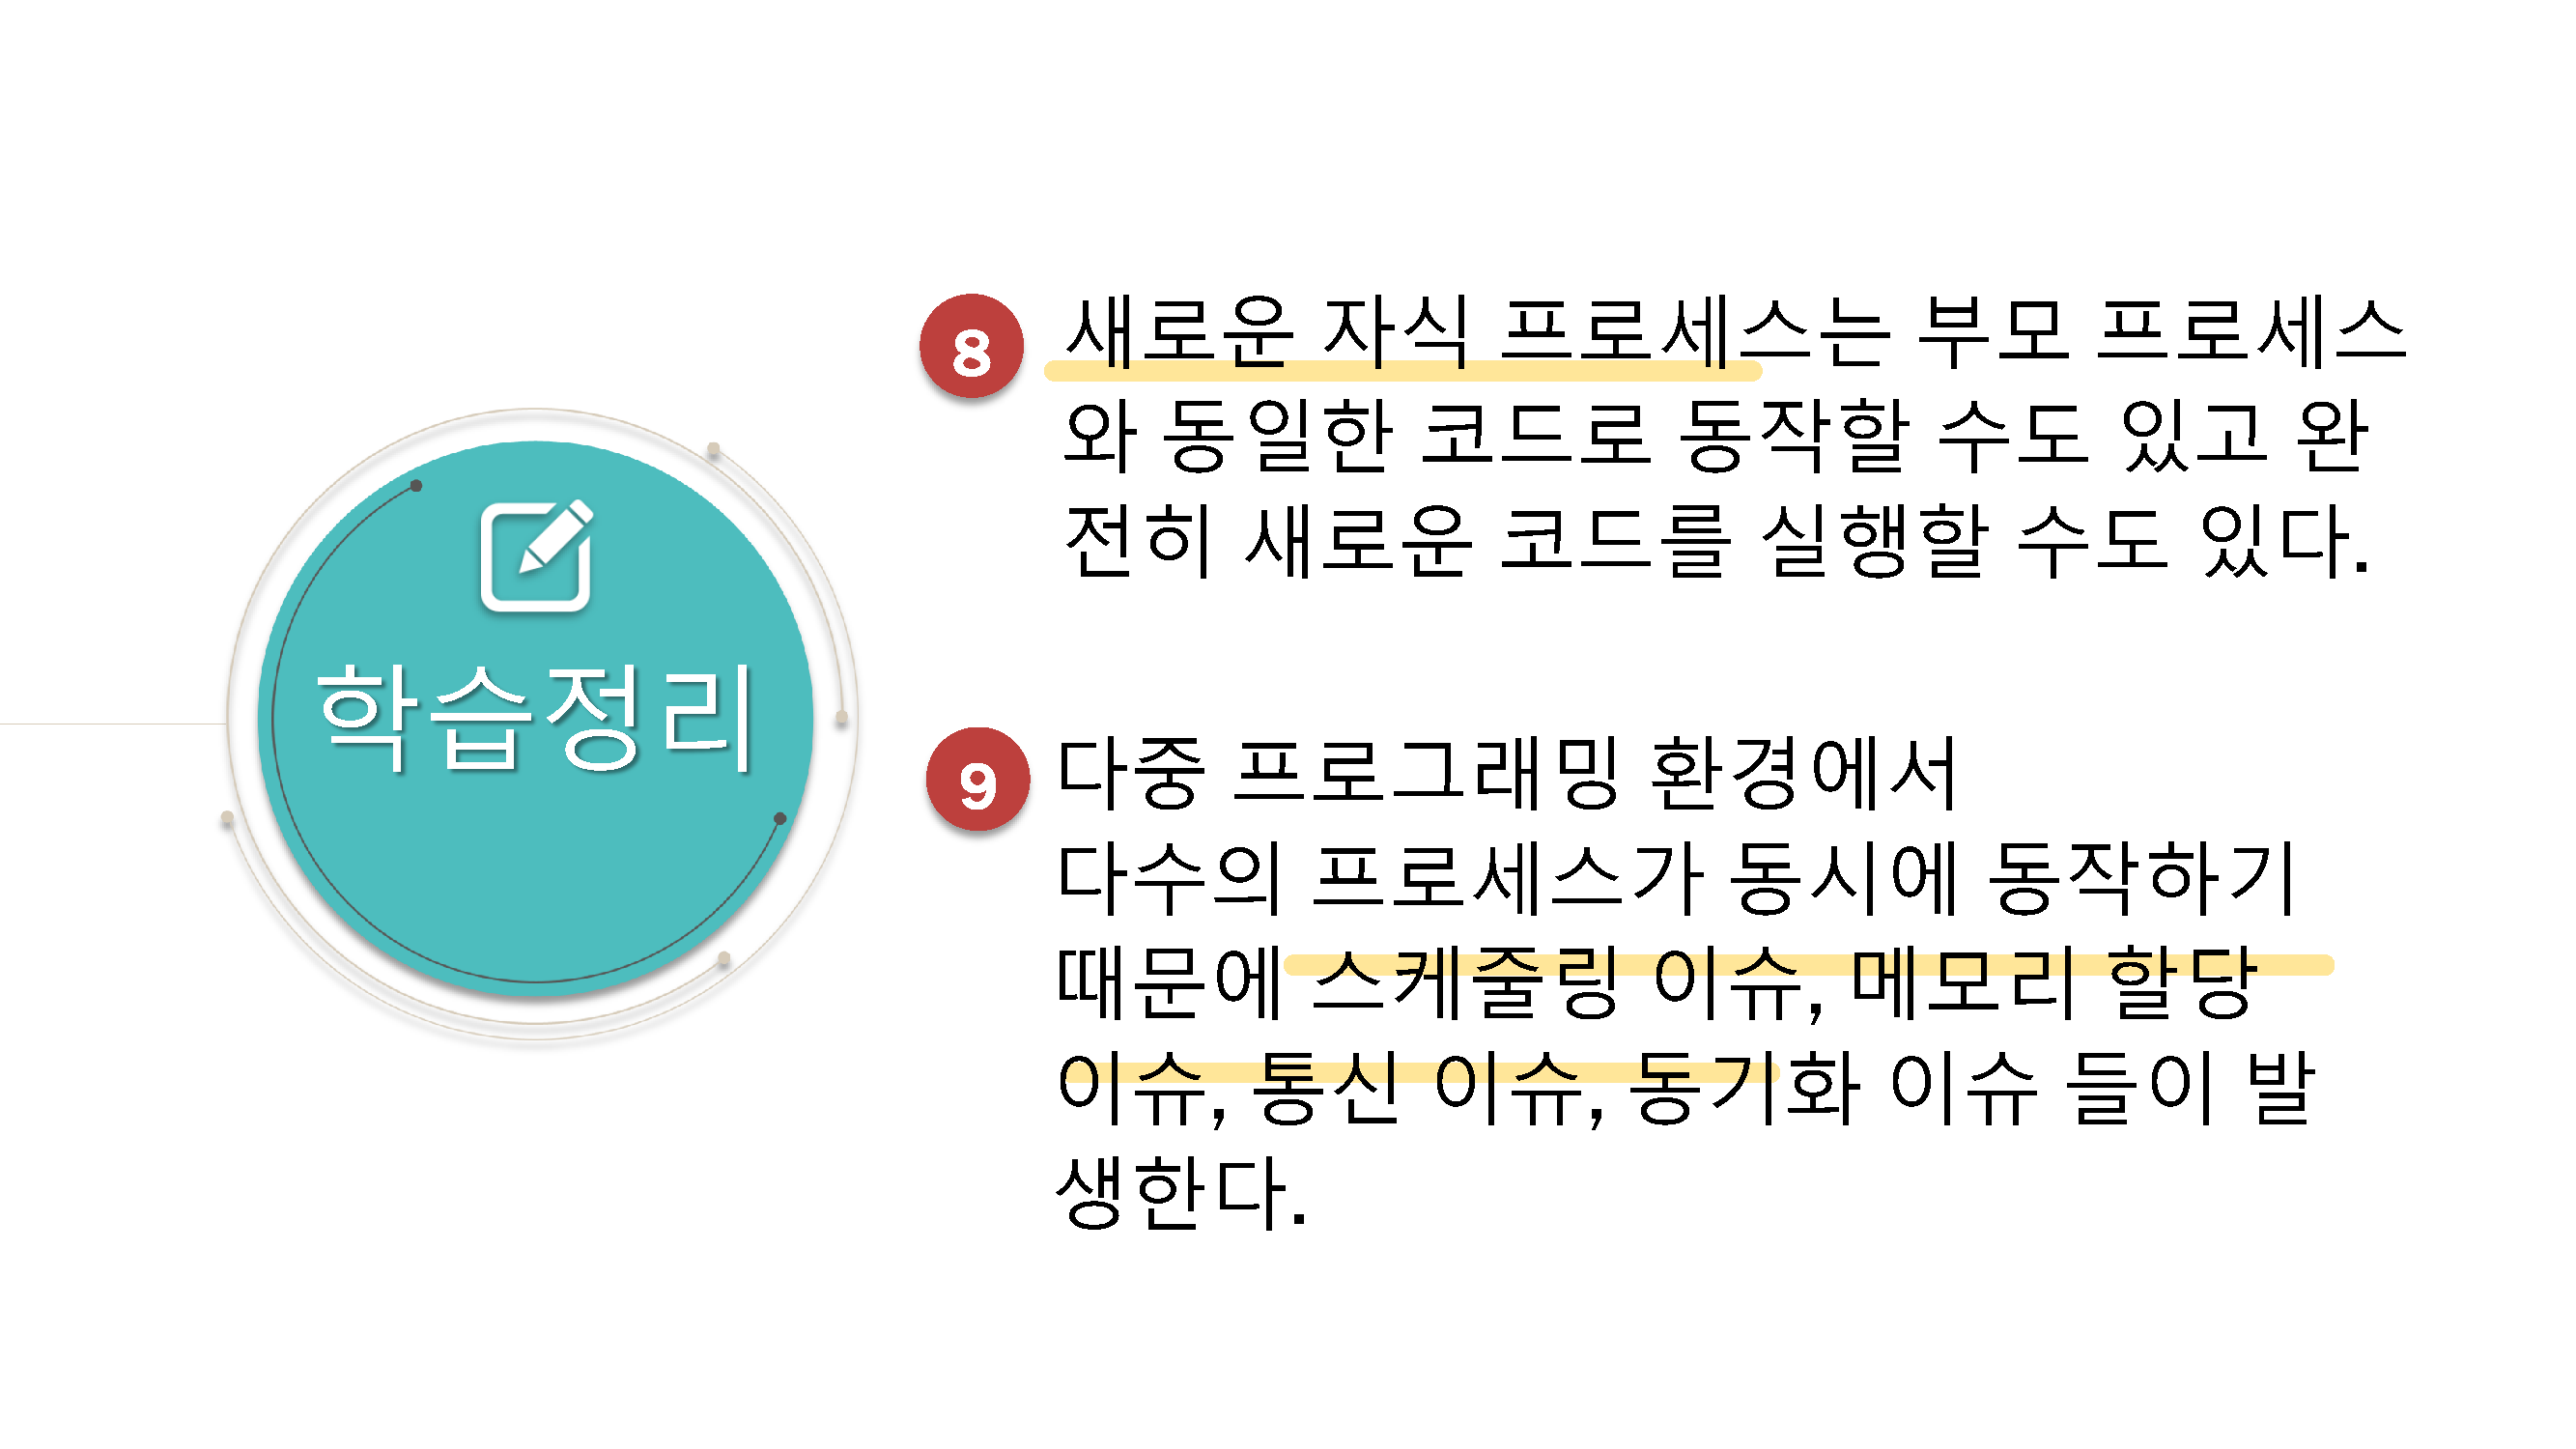 학습정리
8
새로운 자식 프로세스는 부모 프로세스
와 동일한 코드로 동작할 수도 있고 완
전히 새로운 코드를 실행할 수도 있다.
9
다중 프로그래밍 환경에서
다수의 프로세스가 동시에 동작하기
때문에 스케줄링 이슈, 메모리 할당
이슈, 통신 이슈, 동기화 이슈 들이 발
생한다.